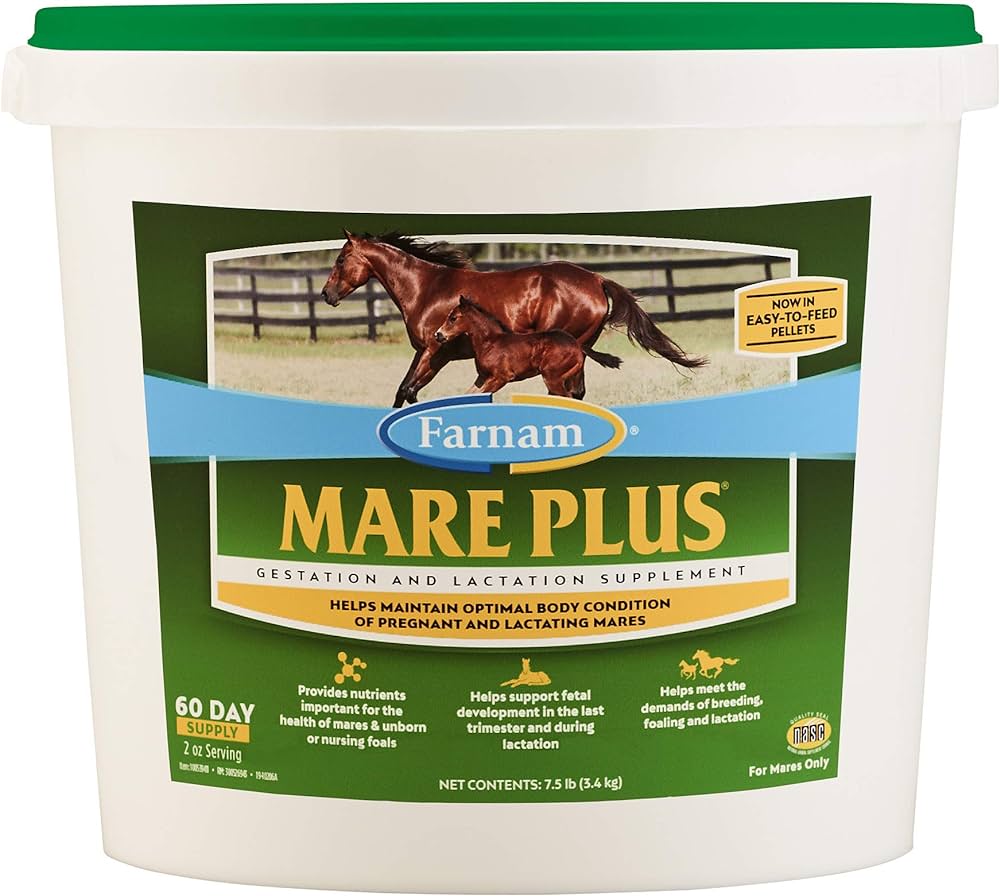 NOW IN
EASY-TO-FEED
PELLETS
Farnam®
MARE PLUS®
GESTATION AND LACTATION SUPPLEMENT
HELPS MAINTAIN OPTIMAL BODY CONDITION
OF PREGNANT AND LACTATING MARES
Provides nutrients
important for the
health of mares & unborn
or nursing foals
Helps support fetal
development in the last
trimester and during
lactation
Helps meet the
demands of breeding,
foaling and lactation
60 DAY
SUPPLY
2 oz Serving
QUALITY SEAL
nasc
For Mares Only
NET CONTENTS: 7.5 lb (3.4 kg)